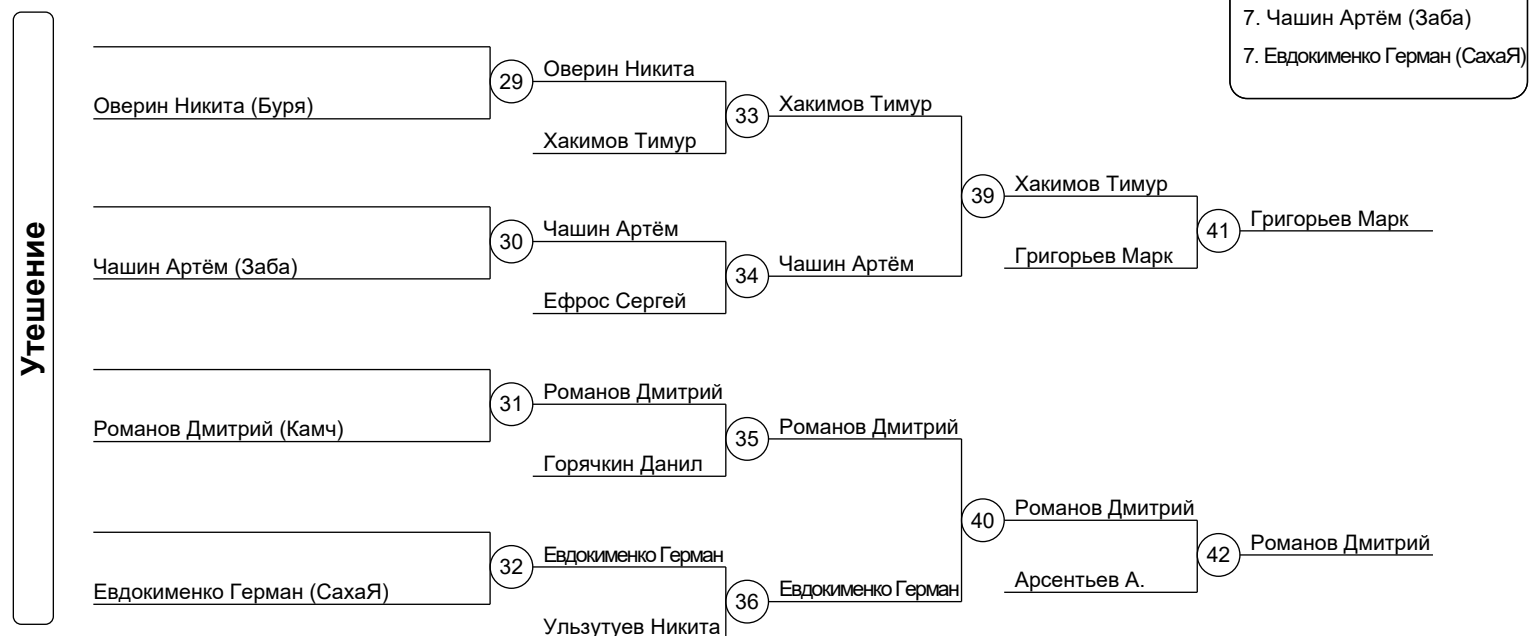 7. Чашин Артём (Заба)
7. Евдокименко Герман (СахаЯ)
Утешение
Оверин Никита (Буря)
29
Оверин Никита
Хакимов Тимур
33
Хакимов Тимур
Чашин Артём (Заба)
30
Чашин Артём
Ефрос Сергей
34
Чашин Артём
39
Хакимов Тимур
Григорьев Марк
41
Григорьев Марк
Романов Дмитрий (Камч)
31
Романов Дмитрий
Горячкин Данил
35
Романов Дмитрий
Евдокименко Герман (СахаЯ)
32
Евдокименко Герман
Ульзутуев Никита
36
Евдокименко Герман
40
Романов Дмитрий
Арсентьев А.
42
Романов Дмитрий